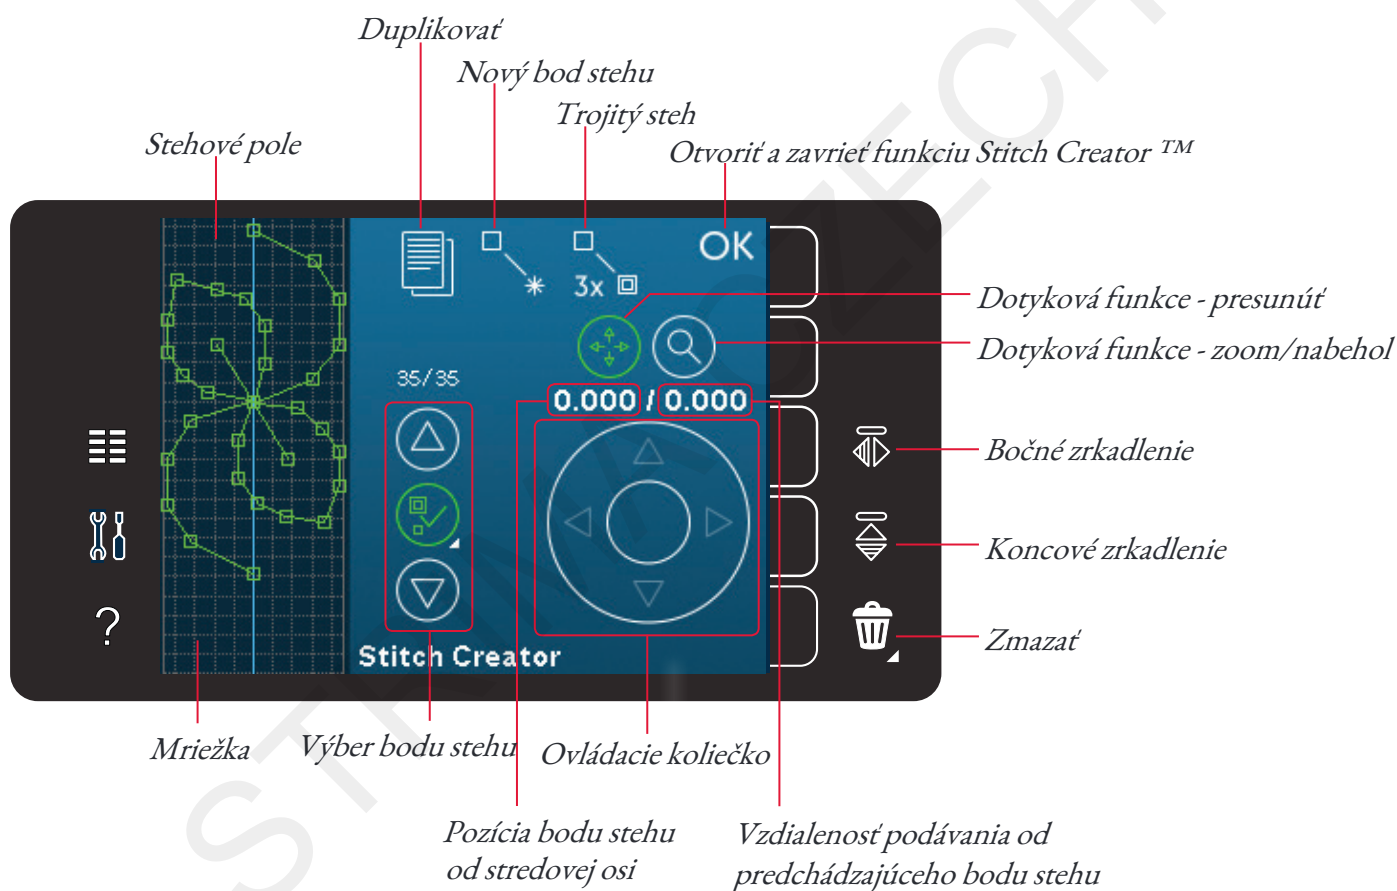 Duplikovať
Nový bod stehu
Trojitý steh
Stehové pole
Otvoriť a zavrieť funkciu Stitch Creator ™
OK
3x
Dotyková funkce - presunúť
Dotyková funkce - zoom/nabehol
35/35
0.000 / 0.000
Bočné zrkadlenie
Koncové zrkadlenie
?
Zmazať
Stitch Creator
Mriežka
Výber bodu stehu
Ovládacie koliečko
Pozícia bodu stehu
od stredovej osi
Vzdialenosť podávania od
predchádzajúceho bodu stehu